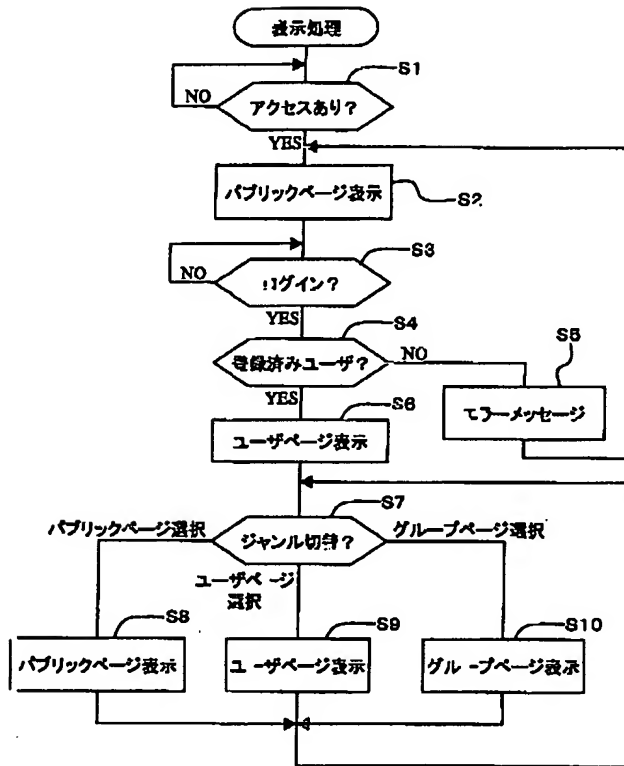 表示処理
S1
アクセスあり?
NO
YES
パブリックページ表示
S2
S3
ログイン?
NO
YES
S4
登録済みユーザ?
NO
S5
エラーメッセージ
YES
S6
ユーザページ表示
S7
ジャンル切替?
パブリックページ選択
グループページ選択
ユーザページ
選択
S8
パブリックページ表示
S9
ユーザページ表示
S10
グループページ表示